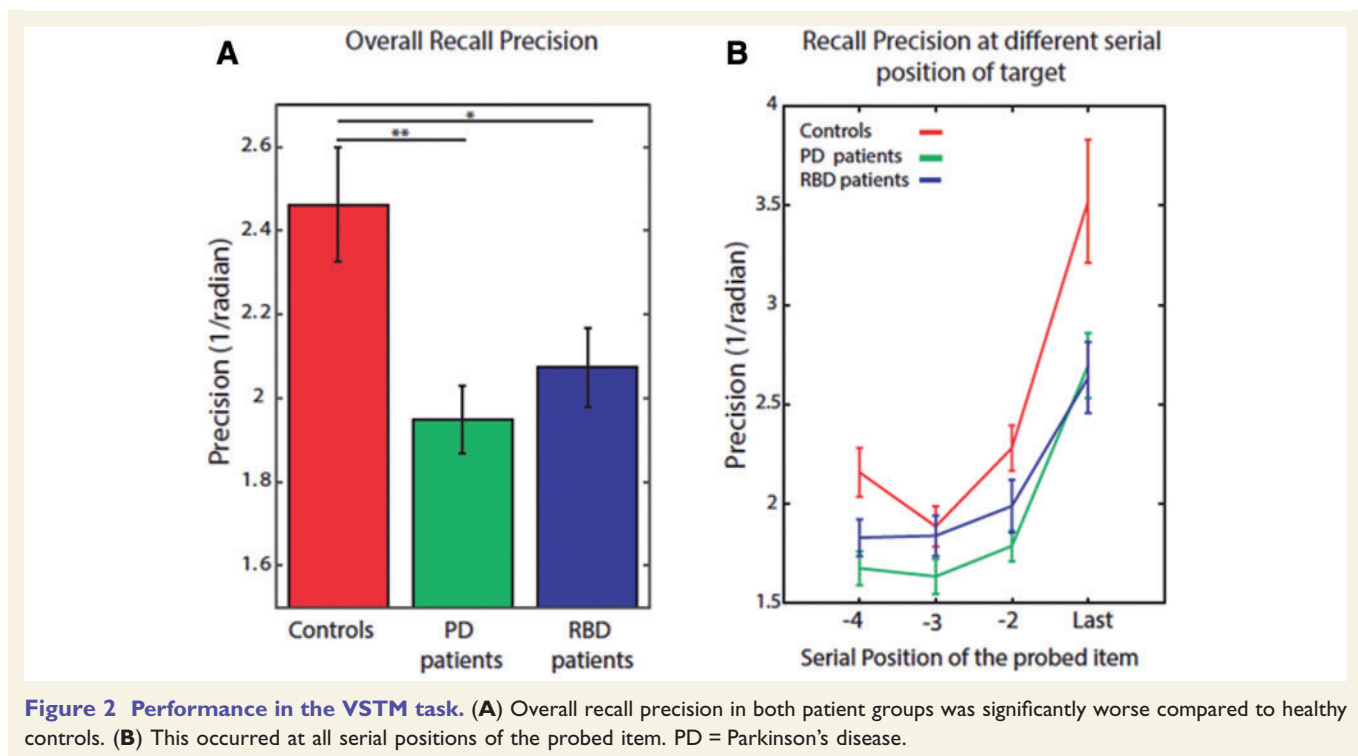 A
Overall Recall Precision
Precision (1/radian)
2.6
2.4
2.2
2
1.8
1.6
*
**
Controls
PD patients
RBD patients
B
Recall Precision at different serial
position of target
Precision (1/radian)
4
3.5
3
2.5
2
1.5
Controls
PD patients
RBD patients
-4 -3 -2 Last
Serial Position of the probed item
Figure 2 Performance in the VSTM task. (A) Overall recall precision in both patient groups was significantly worse compared to healthy
controls. (B) This occurred at all serial positions of the probed item. PD = Parkinson's disease.